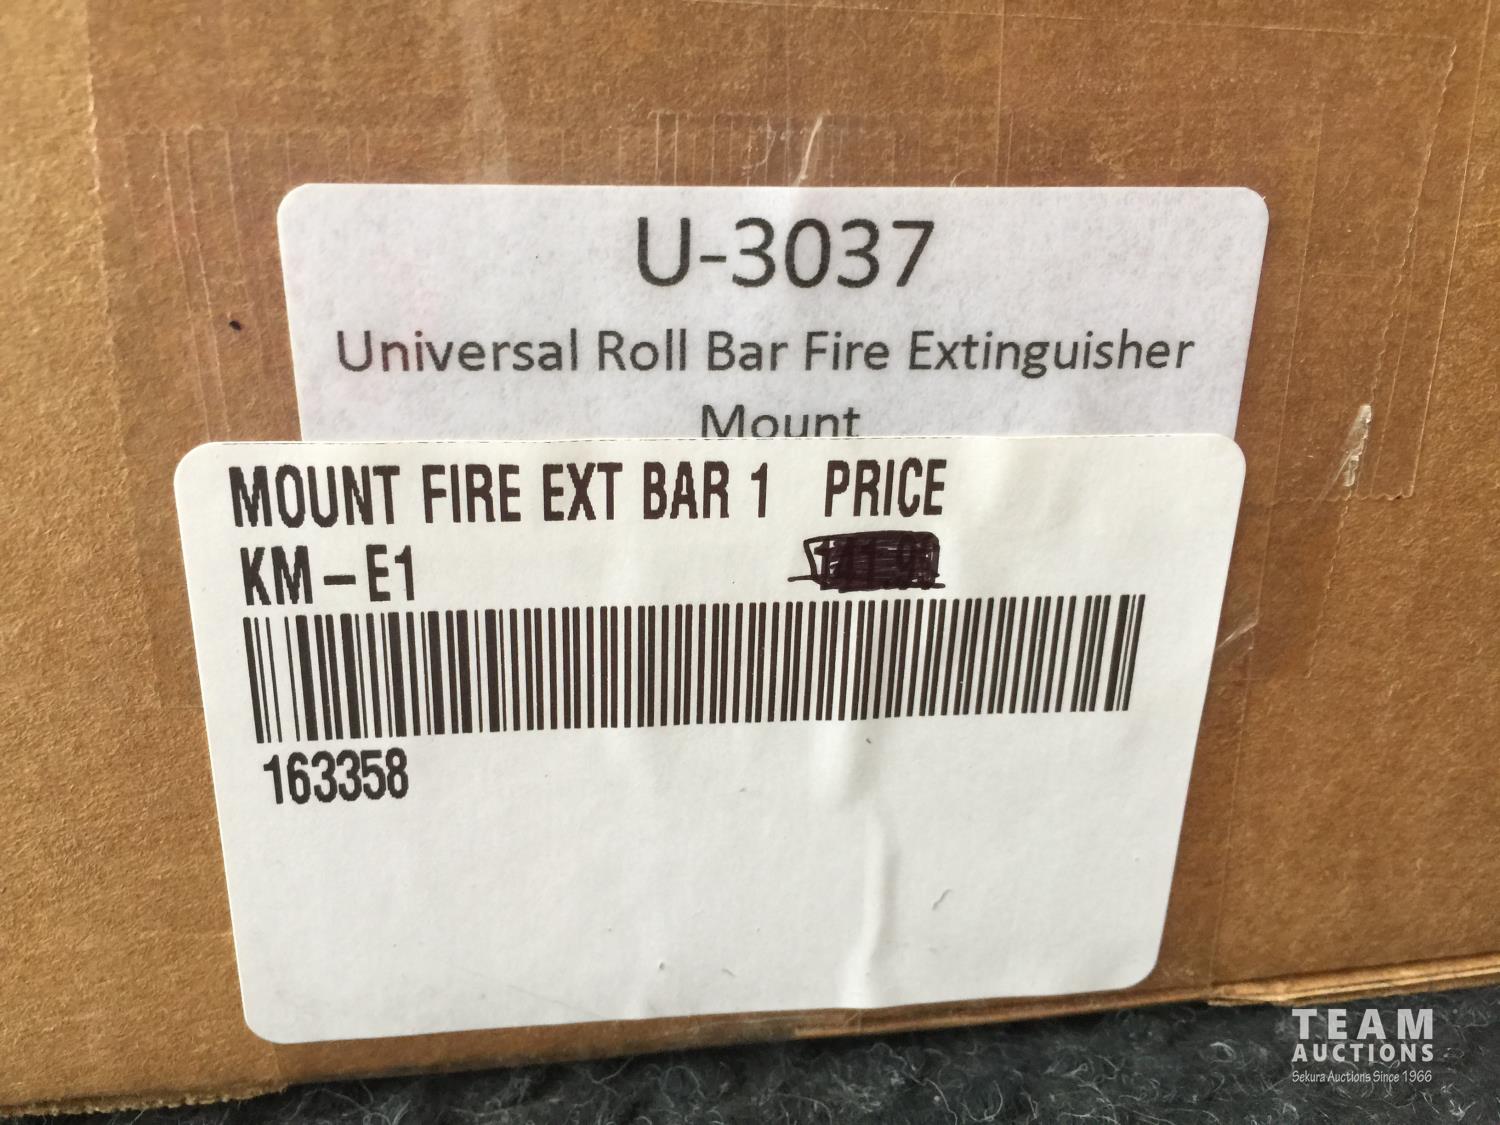 U-3037
Universal Roll Bar Fire Extinguisher
Mount
MOUNT FIRE EXT BAR 1 PRICE
KM-E1
163358
TEAM
AUCTIONS
Sekura Auctions Since 1966